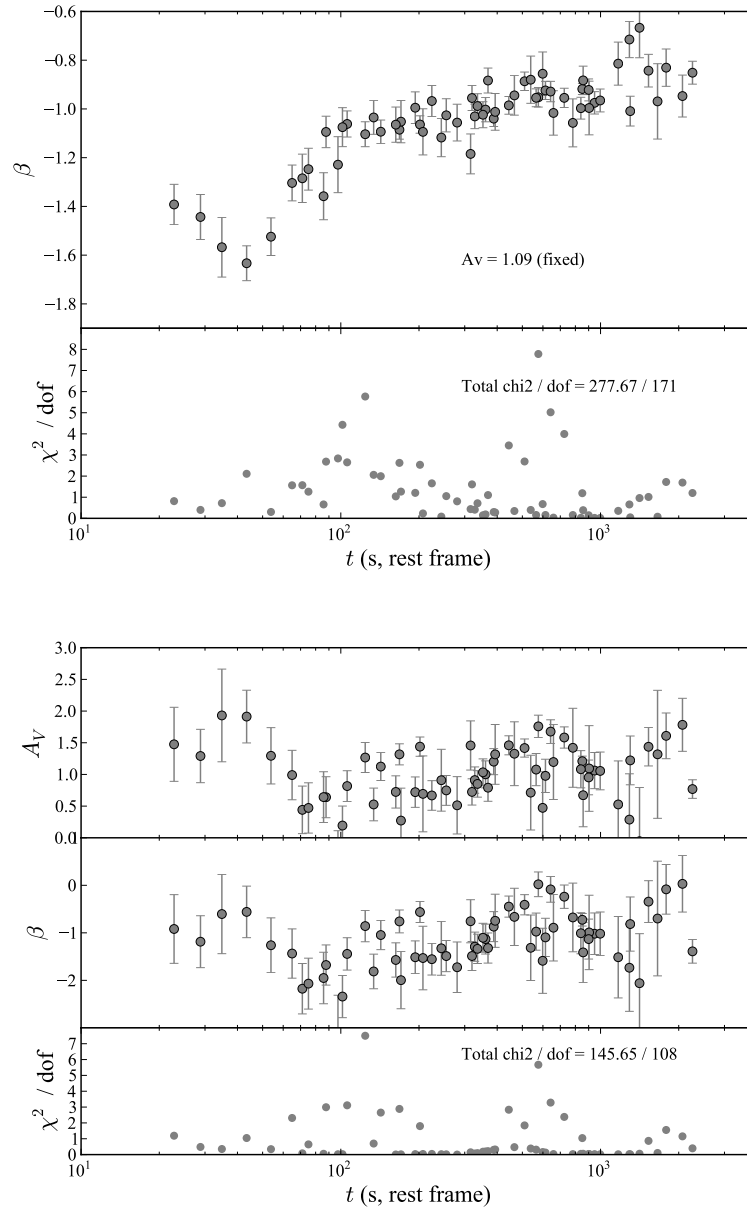 −0.6
−0.8
−1.0
−1.2
−1.4
−1.6
−1.8
β
Av = 1.09 (fixed)
8
7
6
5
4
3
2
1
0
χ² / dof
Total chi2 / dof = 277.67 / 171
10¹ 10² 10³
t (s, rest frame)
3.0
2.5
2.0
1.5
1.0
0.5
0.0
A_V
1
0
−1
−2
β
7
6
5
4
3
2
1
0
χ² / dof
Total chi2 / dof = 145.65 / 108
10¹ 10² 10³
t (s, rest frame)